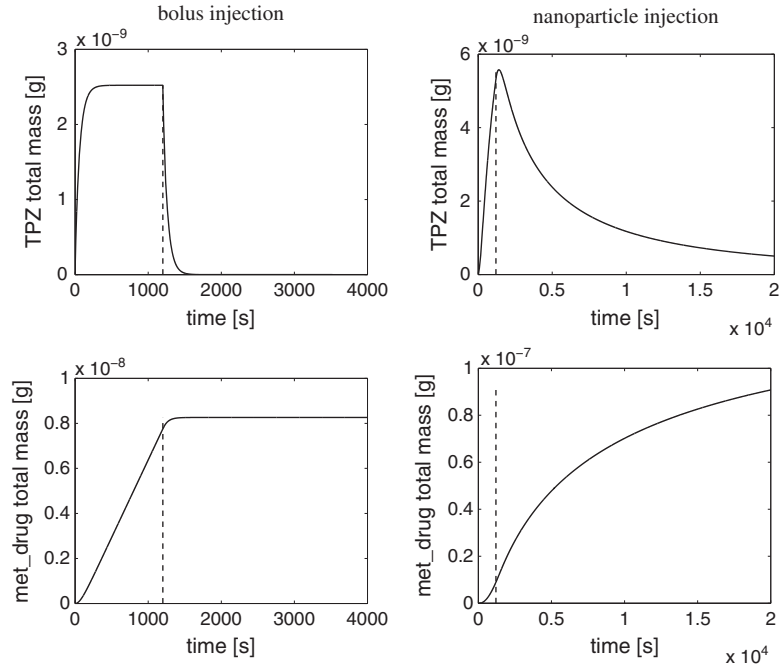 bolus injection
x 10⁻⁹
3
2
1
0
TPZ total mass [g]
0 1000 2000 3000 4000
time [s]
nanoparticle injection
x 10⁻⁹
6
4
2
0
TPZ total mass [g]
0 0.5 1 1.5 2
time [s]
x 10⁴
x 10⁻⁸
1
0.8
0.6
0.4
0.2
0
met_drug total mass [g]
0 1000 2000 3000 4000
time [s]
x 10⁻⁷
1
0.8
0.6
0.4
0.2
0
met_drug total mass [g]
0 0.5 1 1.5 2
time [s]
x 10⁴